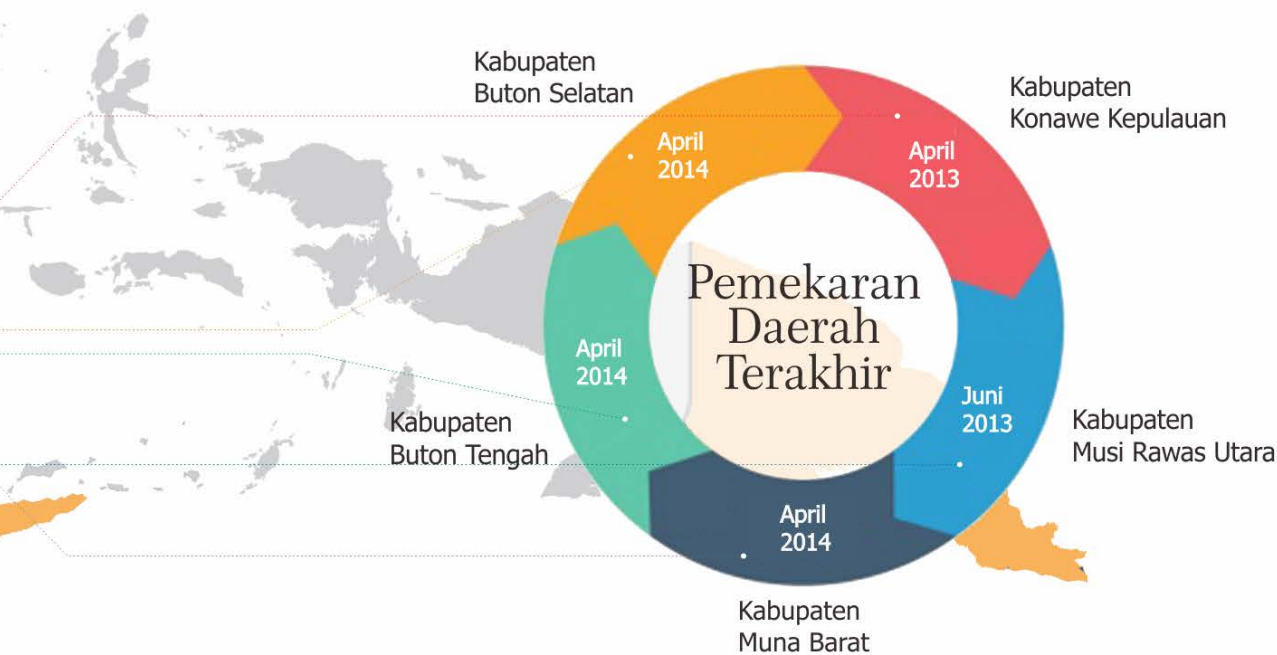 Kabupaten
Buton Selatan
Kabupaten
Konawe Kepulauan
April
2014
April
2013
Pemekaran
Daerah
Terakhir
April
2014
Juni
2013
Kabupaten
Buton Tengah
Kabupaten
Musi Rawas Utara
April
2014
Kabupaten
Muna Barat